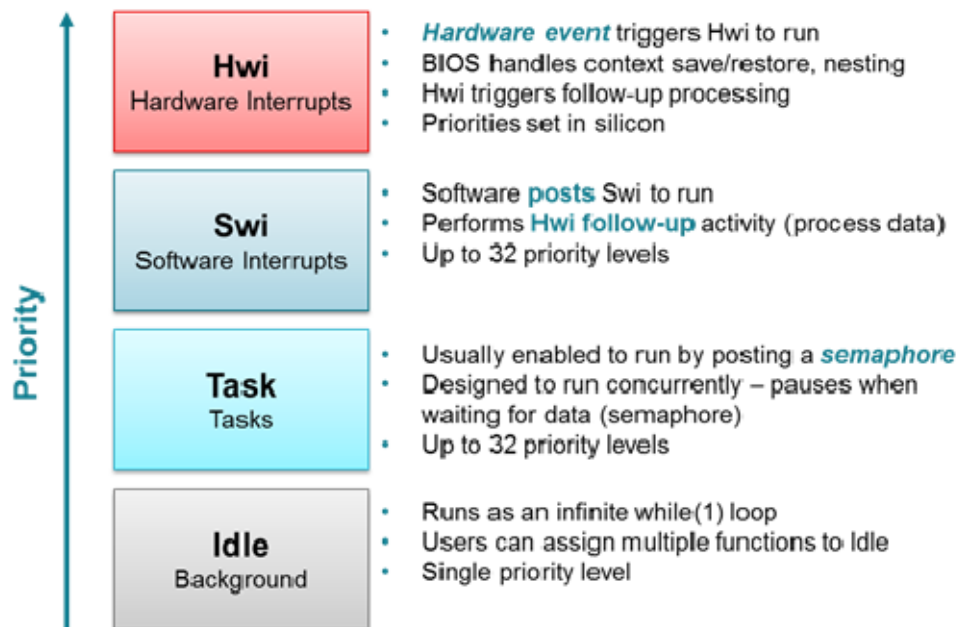 Priority
Hwi
Hardware Interrupts
• Hardware event triggers Hwi to run
• BIOS handles context save/restore, nesting
• Hwi triggers follow-up processing
• Priorities set in silicon
Swi
Software Interrupts
• Software posts Swi to run
• Performs Hwi follow-up activity (process data)
• Up to 32 priority levels
Task
Tasks
• Usually enabled to run by posting a semaphore
• Designed to run concurrently – pauses when
waiting for data (semaphore)
• Up to 32 priority levels
Idle
Background
• Runs as an infinite while(1) loop
• Users can assign multiple functions to Idle
• Single priority level